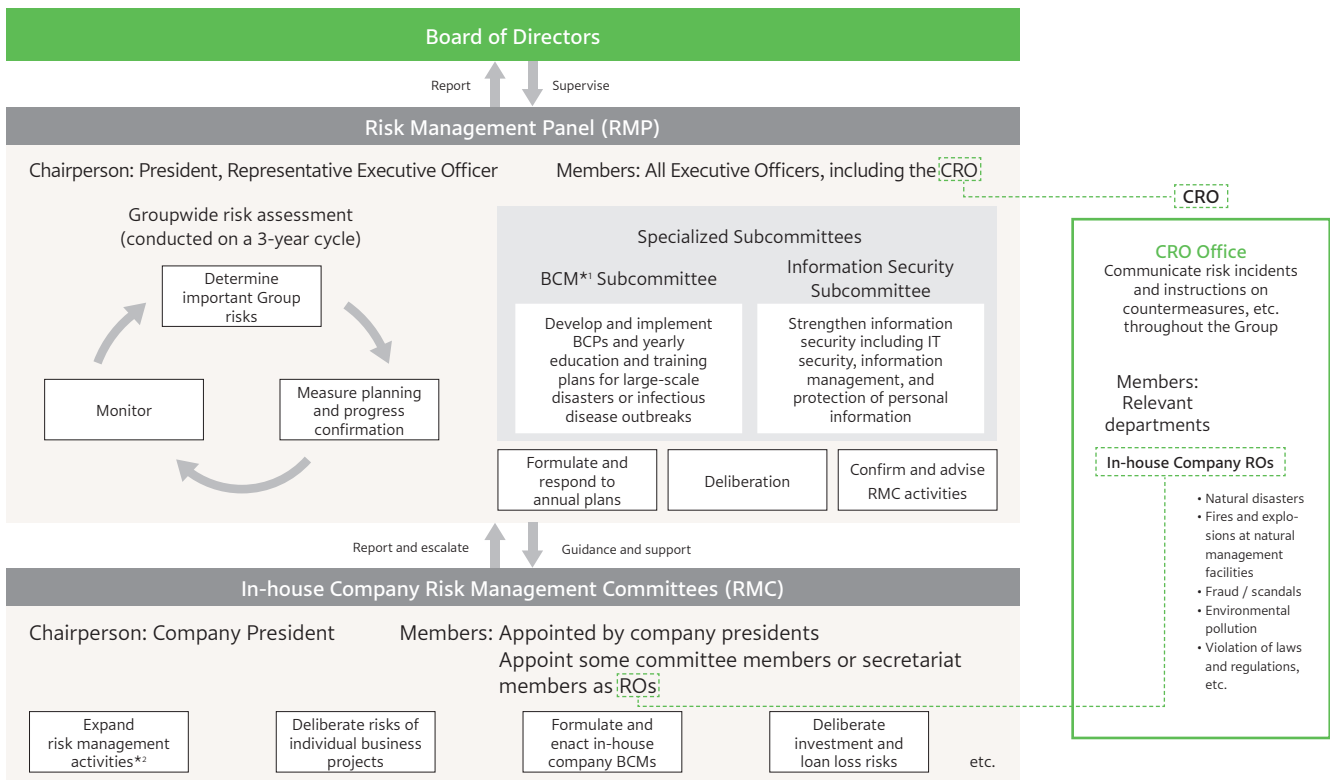 Board of Directors
Report
Supervise
Risk Management Panel (RMP)
Chairperson: President, Representative Executive Officer
Members: All Executive Officers, including the CRO
Groupwide risk assessment
(conducted on a 3-year cycle)
Determine
important Group
risks
Monitor
Measure planning
and progress
confirmation
Specialized Subcommittees
BCM*1 Subcommittee
Develop and implement
BCPs and yearly
education and training
plans for large-scale
disasters or infectious
disease outbreaks
Information Security
Subcommittee
Strengthen information
security including IT
security, information
management, and
protection of personal
information
Formulate and
respond to
annual plans
Deliberation
Confirm and advise
RMC activities
Report and escalate
Guidance and support
In-house Company Risk Management Committees (RMC)
Chairperson: Company President
Members: Appointed by company presidents
Appoint some committee members or secretariat
members as ROs
Expand
risk management
activities*2
Deliberate risks of
individual business
projects
Formulate and
enact in-house
company BCMs
Deliberate
investment and
loan loss risks
etc.
CRO
CRO Office
Communicate risk incidents
and instructions on
countermeasures, etc.
throughout the Group
Members:
Relevant
departments
In-house Company ROs
• Natural disasters
• Fires and explo-
sions at natural
management
facilities
• Fraud / scandals
• Environmental
pollution
• Violation of laws
and regulations,
etc.